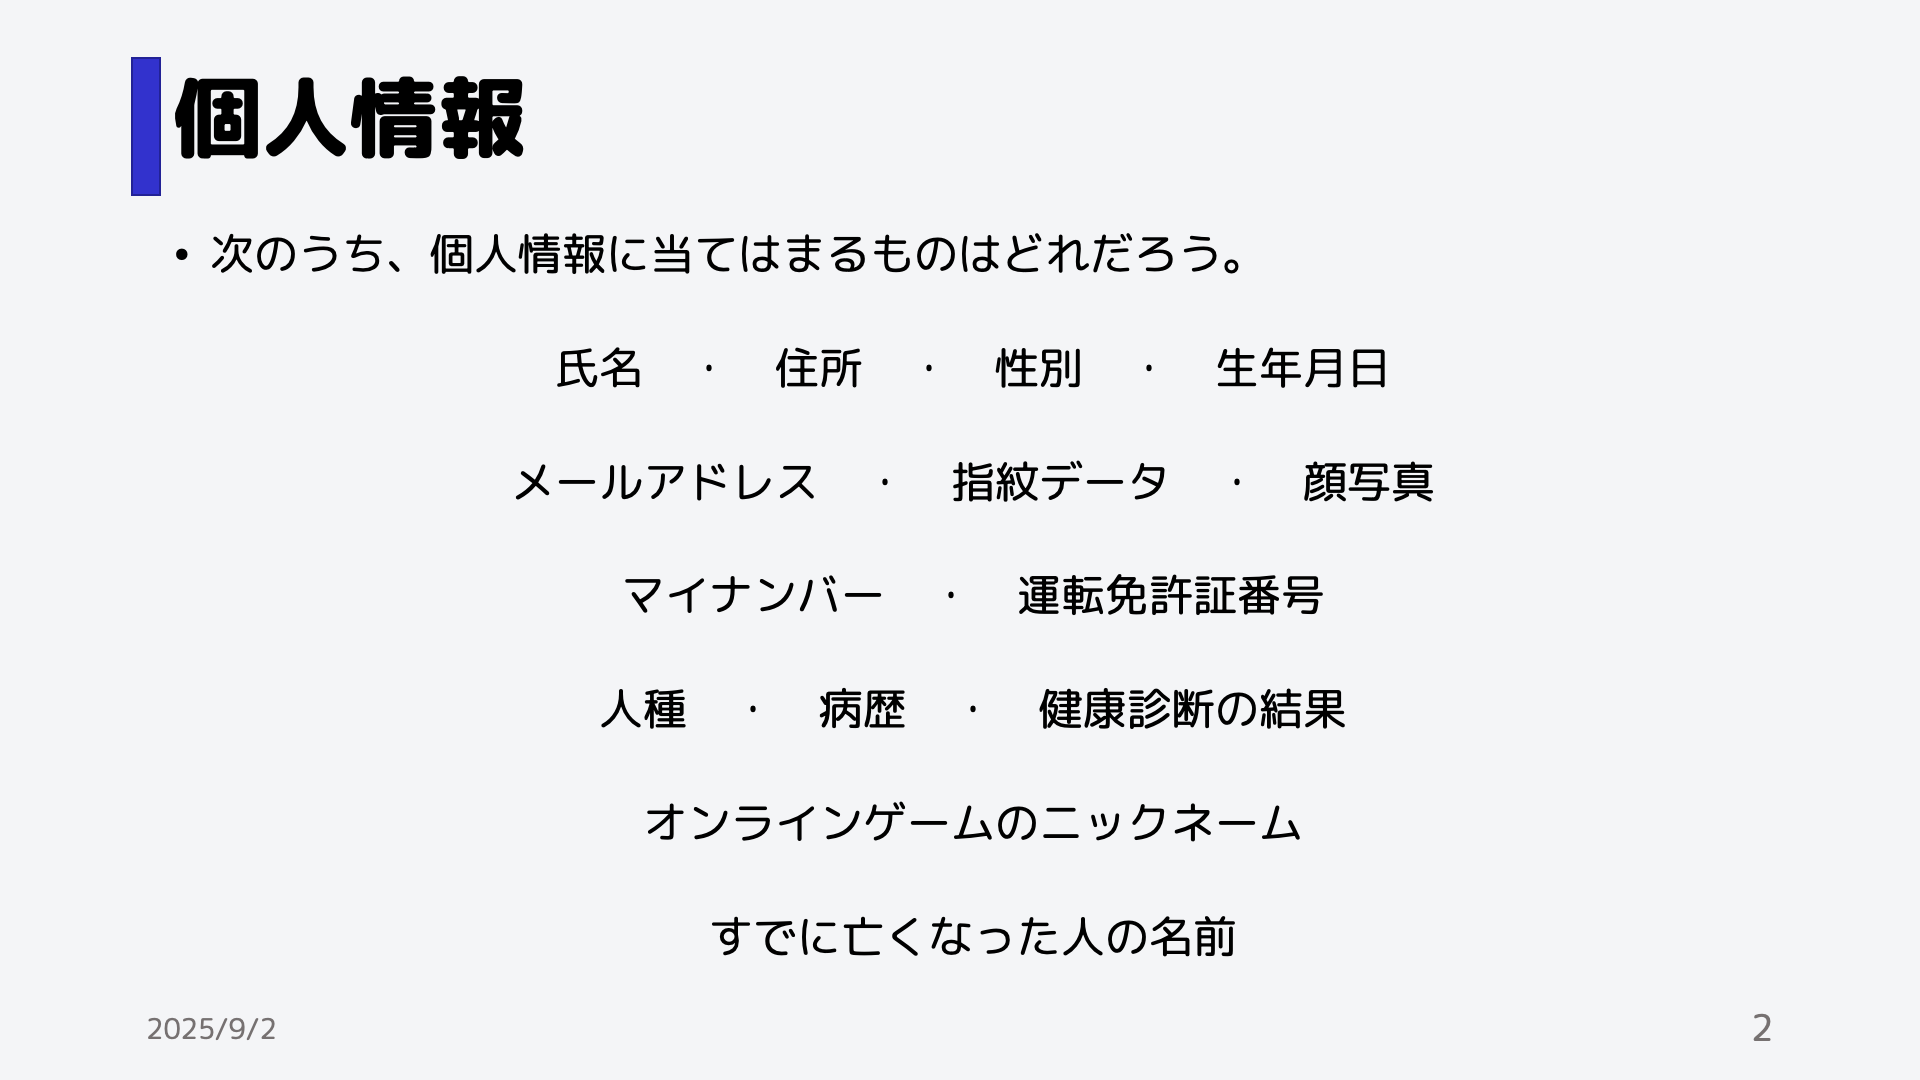 個人情報
• 次のうち、個人情報に当てはまるものはどれだろう。
氏名　・　住所　・　性別　・　生年月日
メールアドレス　・　指紋データ　・　顔写真
マイナンバー　・　運転免許証番号
人種　・　病歴　・　健康診断の結果
オンラインゲームのニックネーム
すでに亡くなった人の名前
2025/9/2
2